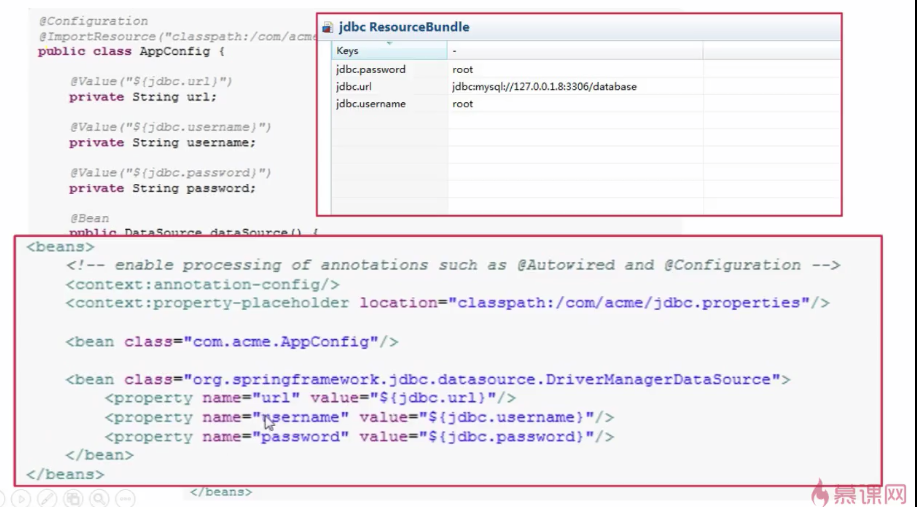 @Configuration
@ImportResource("classpath:/com/acme
public class AppConfig {
@Value("${jdbc.url}")
private String url;
@Value("${jdbc.username}")
private String username;
@Value("${jdbc.password}")
private String password;
@Bean
public DataSource dataSource() {
jdbc ResourceBundle
Keys -
jdbc.password root
jdbc.url jdbc:mysql://127.0.0.1.8:3306/database
jdbc.username root
<beans>
<!-- enable processing of annotations such as @Autowired and @Configuration -->
<context:annotation-config/>
<context:property-placeholder location="classpath:/com/acme/jdbc.properties"/>
<bean class="com.acme.AppConfig"/>
<bean class="org.springframework.jdbc.datasource.DriverManagerDataSource">
<property name="url" value="${jdbc.url}"/>
<property name="username" value="${jdbc.username}"/>
<property name="password" value="${jdbc.password}"/>
</bean>
</beans>
</beans>
慕课网